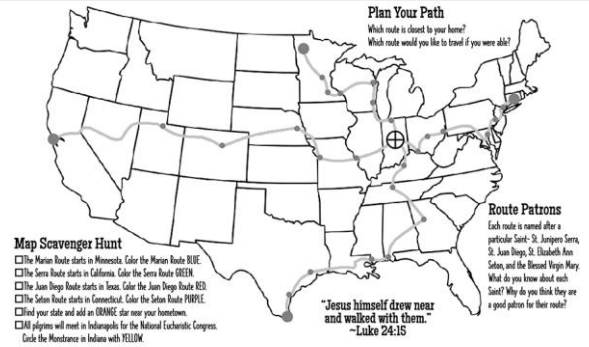 Plan Your Path
Which route is closest to your home?
Which route would you like to travel if you were able?
Map Scavenger Hunt
The Marian Route starts in Minnesota. Color the Marian Route BLUE.
The Serra Route starts in California. Color the Serra Route GREEN.
The Juan Diego Route starts in Texas. Color the Juan Diego Route RED.
The Seton Route starts in Connecticut. Color the Seton Route PURPLE.
Find your state and add an ORANGE star near your hometown.
All pilgrims will meet in Indianapolis for the National Eucharistic Congress.
Circle the Monstrance in Indiana with YELLOW.
"Jesus himself drew near
and walked with them."
~Luke 24:15
Route Patrons
Each route is named after a
particular Saint- St. Junipero Serra,
St. Juan Diego, St. Elizabeth Ann
Seton, and the Blessed Virgin Mary.
What do you know about each
Saint? Why do you think they are
a good patron for their route?